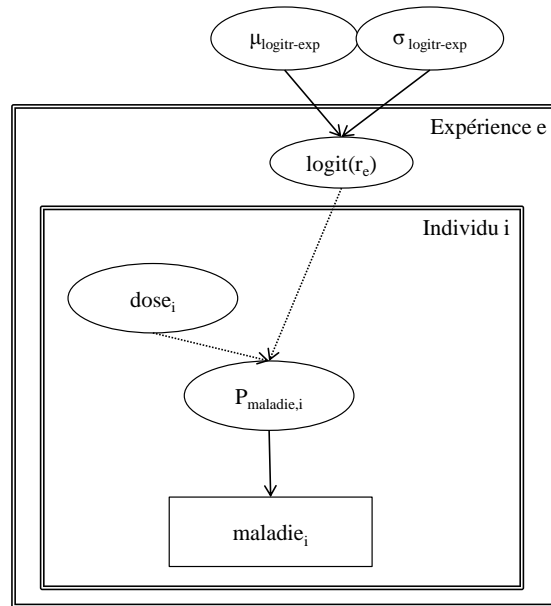 μlogitr-exp
σlogitr-exp
Expérience e
logit(re)
Individu i
dosei
Pmaladie,i
maladiei